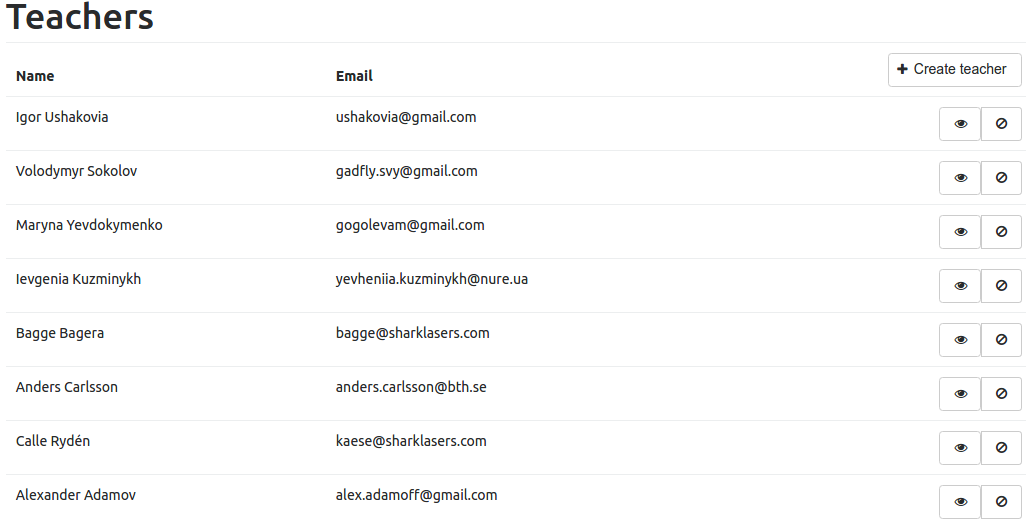 Teachers
Name Email Create teacher
Igor Ushakovia ushakovia@gmail.com
Volodymyr Sokolov gadfly.svy@gmail.com
Maryna Yevdokymenko gogolevam@gmail.com
Ievgenia Kuzminykh yevheniia.kuzminykh@nure.ua
Bagge Bagera bagge@sharklasers.com
Anders Carlsson anders.carlsson@bth.se
Calle Rydén kaese@sharklasers.com
Alexander Adamov alex.adamoff@gmail.com